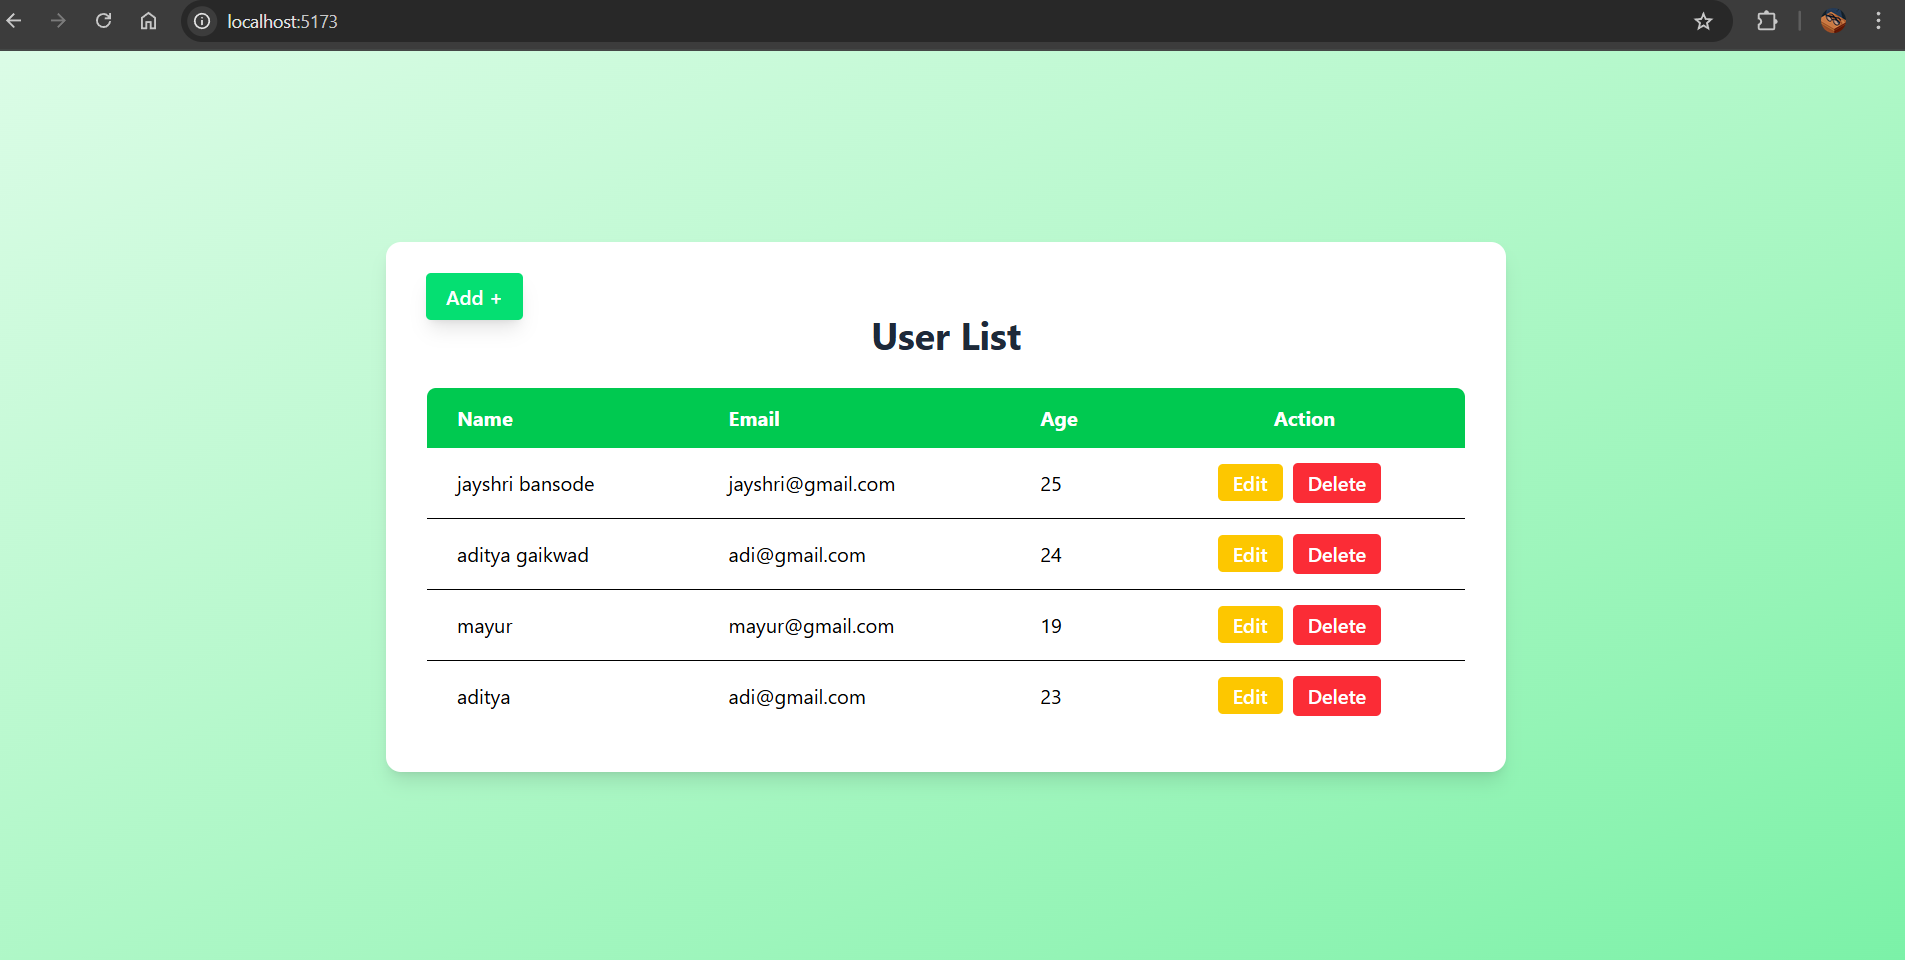 localhost:5173
Add +
User List
Name Email Age Action
jayshri bansode jayshri@gmail.com 25 Edit Delete
aditya gaikwad adi@gmail.com 24 Edit Delete
mayur mayur@gmail.com 19 Edit Delete
aditya adi@gmail.com 23 Edit Delete